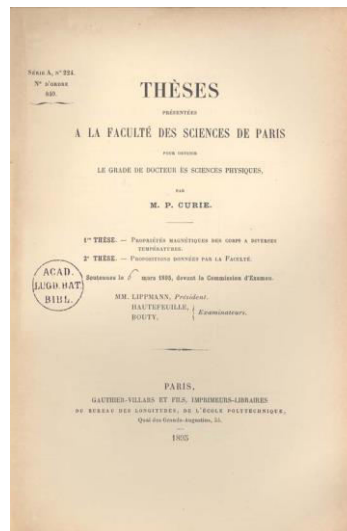 SÉRIE A, N° 224
N° D'ORDRE
THÈSES
PRÉSENTÉES
A LA FACULTÉ DES SCIENCES DE PARIS
POUR OBTENIR
LE GRADE DE DOCTEUR ÈS SCIENCES PHYSIQUES,
PAR
M. P. CURIE.
1re THÈSE. — PROPRIÉTÉS MAGNÉTIQUES DES CORPS A DIVERSES
TEMPÉRATURES.
2e THÈSE. — PROPOSITIONS DONNÉES PAR LA FACULTÉ.
Soutenues le mars 1895, devant la Commission d'Examen.
ACAD.
LUGD. BAT.
BIBL.
MM. LIPPMANN, Président.
HAUTEFEUILLE,
BOUTY,
Examinateurs.
PARIS,
GAUTHIER-VILLARS ET FILS, IMPRIMEURS-LIBRAIRES
DU BUREAU DES LONGITUDES, DE L'ÉCOLE POLYTECHNIQUE,
Quai des Grands-Augustins, 55.
1895